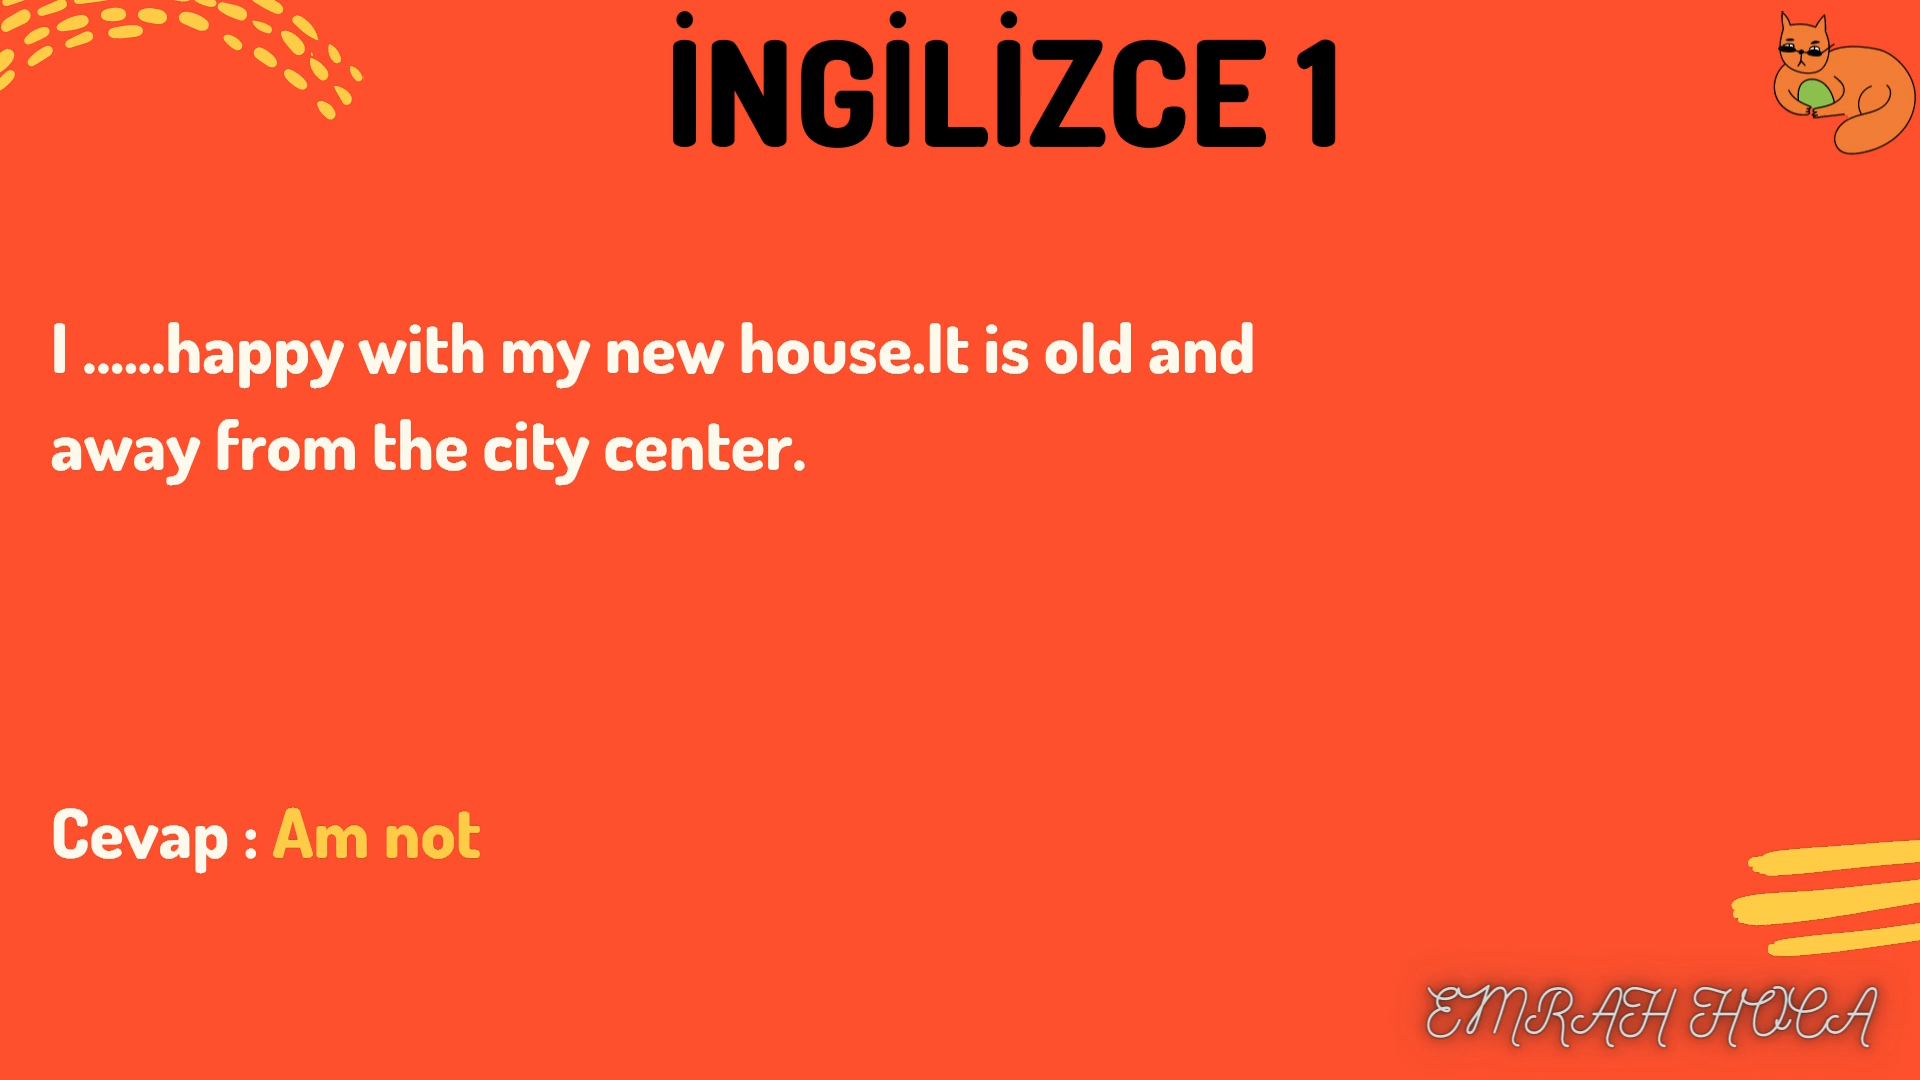 İNGİLİZCE 1
I ......happy with my new house.It is old and
away from the city center.
Cevap : Am not
EMRAH HOCA